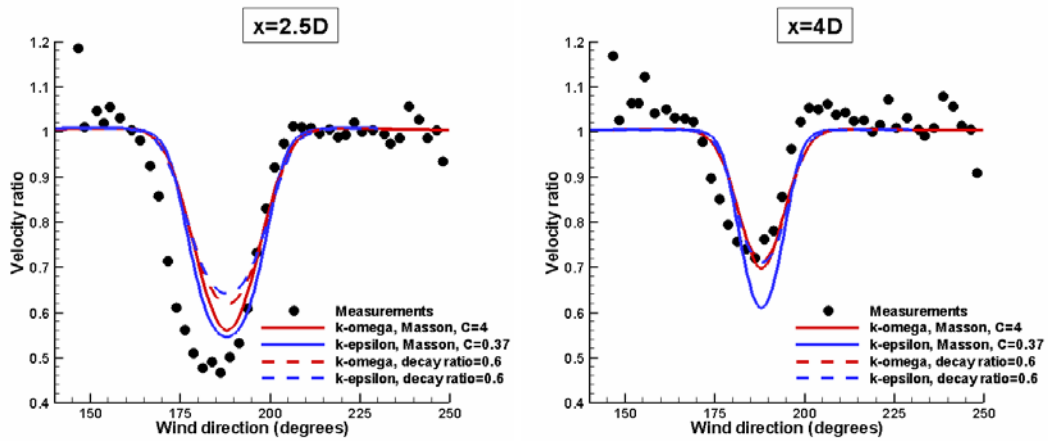 x=2.5D
1.2
1.1
1
0.9
0.8
0.7
0.6
0.5
0.4
Velocity ratio
Measurements
k-omega, Masson, C=4
k-epsilon, Masson, C=0.37
k-omega, decay ratio=0.6
k-epsilon, decay ratio=0.6
150 175 200 225 250
Wind direction (degrees)
x=4D
1.2
1.1
1
0.9
0.8
0.7
0.6
0.5
0.4
Velocity ratio
Measurements
k-omega, Masson, C=4
k-epsilon, Masson, C=0.37
k-omega, decay ratio=0.6
k-epsilon, decay ratio=0.6
150 175 200 225 250
Wind direction (degrees)